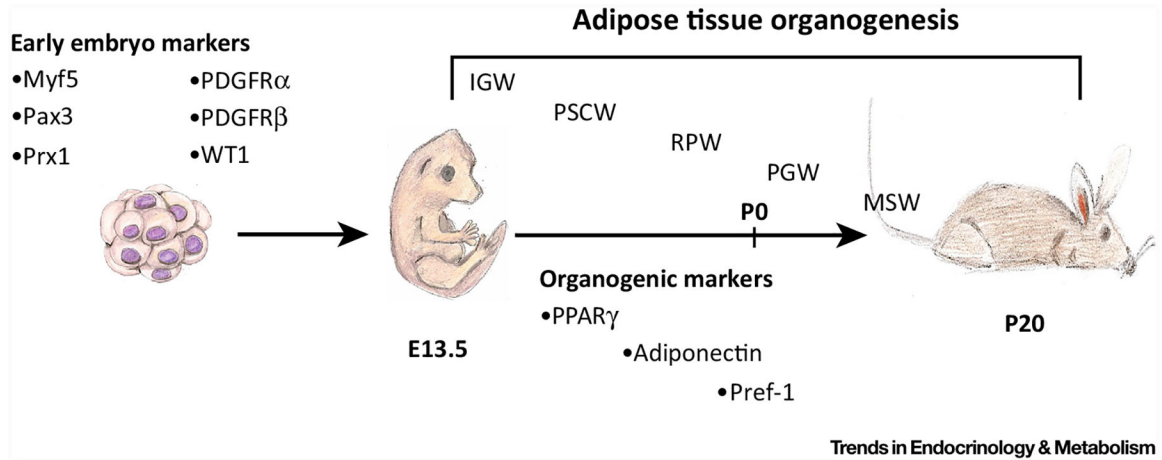 Adipose tissue organogenesis
Early embryo markers
•Myf5 •PDGFRα
•Pax3 •PDGFRβ
•Prx1 •WT1
IGW
PSCW
RPW
PGW
MSW
P0
Organogenic markers
•PPARγ
•Adiponectin
•Pref-1
E13.5
P20
Trends in Endocrinology & Metabolism